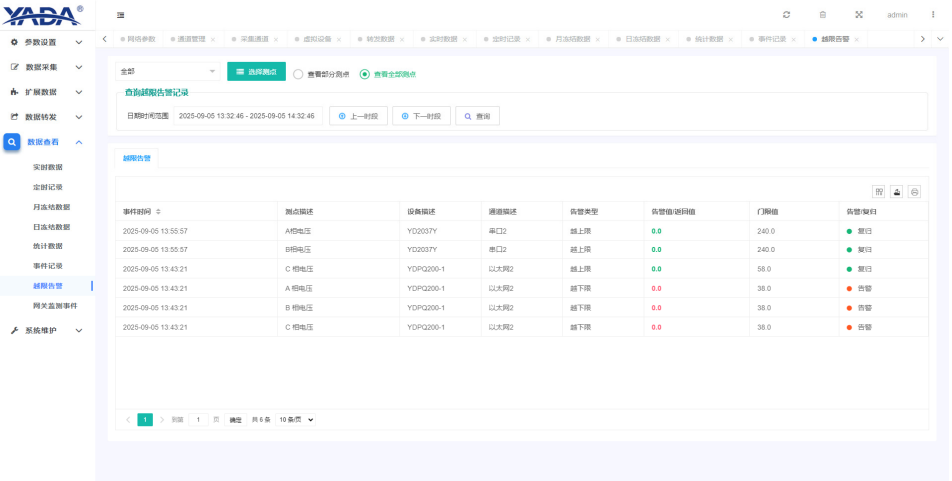 YADA®
admin
参数设置
数据采集
扩展数据
数据转发
数据查看
实时数据
定时记录
月冻结数据
日冻结数据
统计数据
事件记录
越限告警
网关监测事件
系统维护
网络参数 通道管理 × 采集通道 × 虚拟设备 × 转发数据 × 实时数据 × 定时记录 × 月冻结数据 × 日冻结数据 × 统计数据 × 事件记录 × 越限告警 ×
全部 选择测点 查看部分测点 查看全部测点
查询越限告警记录
日期时间范围 2025-09-05 13:32:46 - 2025-09-05 14:32:46 上一时段 下一时段 查询
越限告警
事件时间 测点描述 设备描述 通道描述 告警类型 告警值/返回值 门限值 告警/复归
2025-09-05 13:55:57 A相电压 YD2037Y 串口2 越上限 0.0 240.0 复归
2025-09-05 13:55:57 B相电压 YD2037Y 串口2 越上限 0.0 240.0 复归
2025-09-05 13:43:21 C 相电压 YDPQ200-1 以太网2 越上限 0.0 58.0 复归
2025-09-05 13:43:21 A 相电压 YDPQ200-1 以太网2 越下限 0.0 38.0 告警
2025-09-05 13:43:21 B 相电压 YDPQ200-1 以太网2 越下限 0.0 38.0 告警
2025-09-05 13:43:21 C 相电压 YDPQ200-1 以太网2 越下限 0.0 38.0 告警
1 到第 1 页 确定 共 6 条 10 条/页